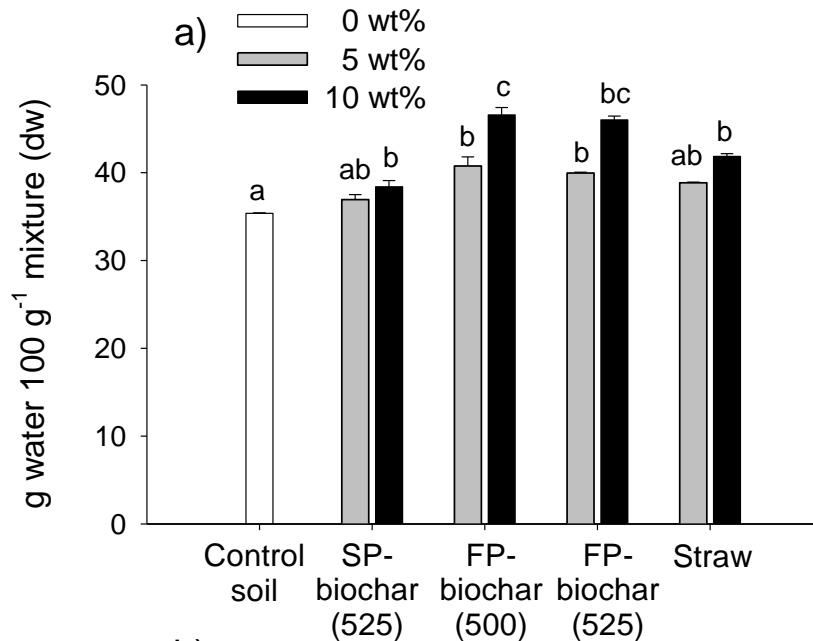 a)
0 wt%
5 wt%
10 wt%
g water 100 g⁻¹ mixture (dw)
50
40
30
40
20
10
0
a
ab
b
b
c
b
bc
ab
b
Control
soil
SP-
biochar
(525)
FP-
biochar
(500)
FP-
biochar
(525)
Straw